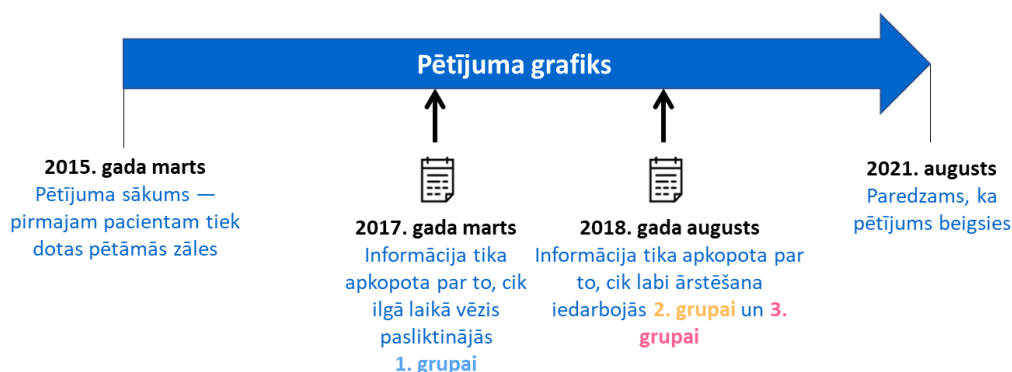 Pētījuma grafiks
2015. gada marts
Pētījuma sākums —
pirmajam pacientam tiek
dotas pētāmās zāles
2017. gada marts
Informācija tika
apkopota par to, cik
ilgā laikā vēzis
pasliktinājās
1. grupai
2018. gada augusts
Informācija tika apkopota par
to, cik labi ārstēšana
iedarbojās 2. grupai un 3.
grupai
2021. augusts
Paredzams, ka
pētījums beigsies